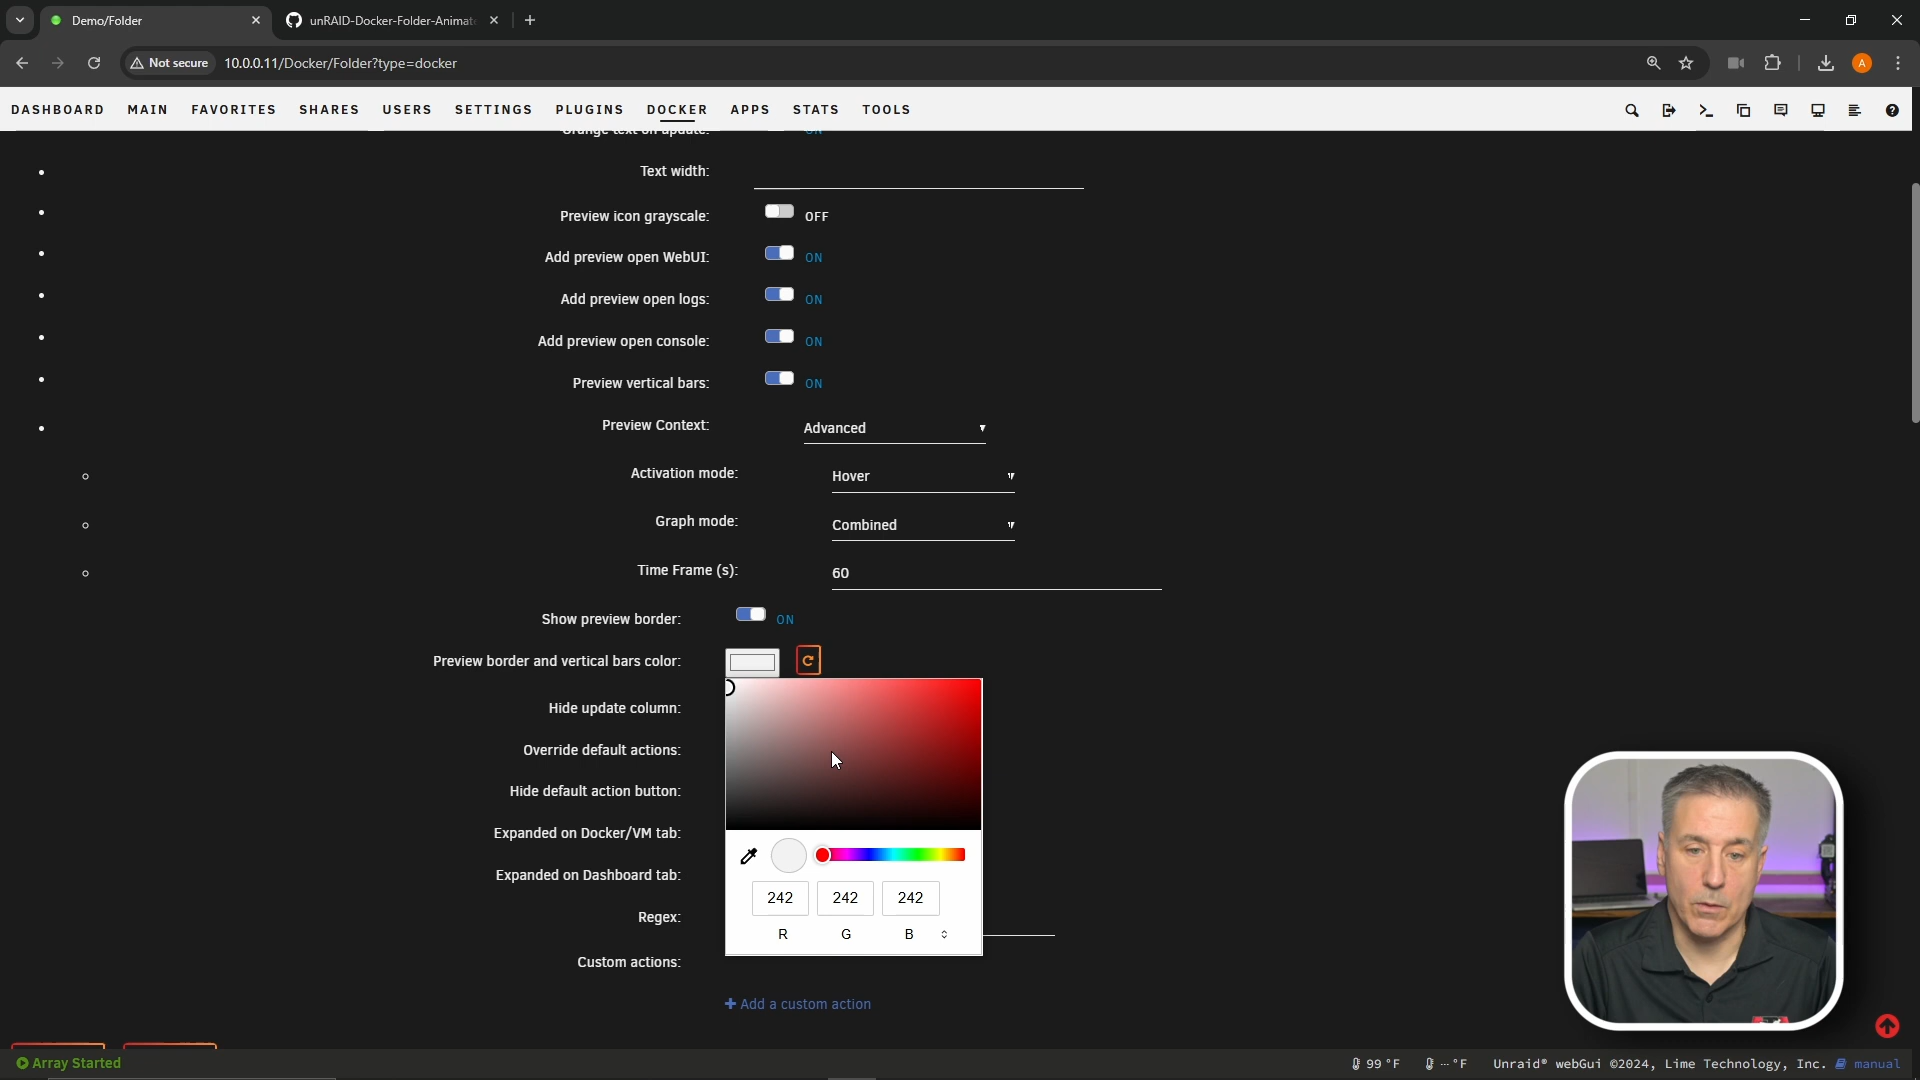 Demo/Folder
unRAID-Docker-Folder-Animat
Not secure
10.0.0.11/Docker/Folder?type=docker
A
DASHBOARD MAIN FAVORITES SHARES USERS SETTINGS PLUGINS DOCKER APPS STATS TOOLS
Orange text on update: ON
Text width:
Preview icon grayscale: OFF
Add preview open WebUI: ON
Add preview open logs: ON
Add preview open console: ON
Preview vertical bars: ON
Preview Context: Advanced
Activation mode: Hover
Graph mode: Combined
Time Frame (s): 60
Show preview border: ON
Preview border and vertical bars color:
Hide update column:
Override default actions:
Hide default action button:
Expanded on Docker/VM tab:
Expanded on Dashboard tab:
242 242 242
Regex:
R G B
Custom actions:
Add a custom action
Array Started
99 °F -- °F Unraid® webGui ©2024, Lime Technology, Inc. manual